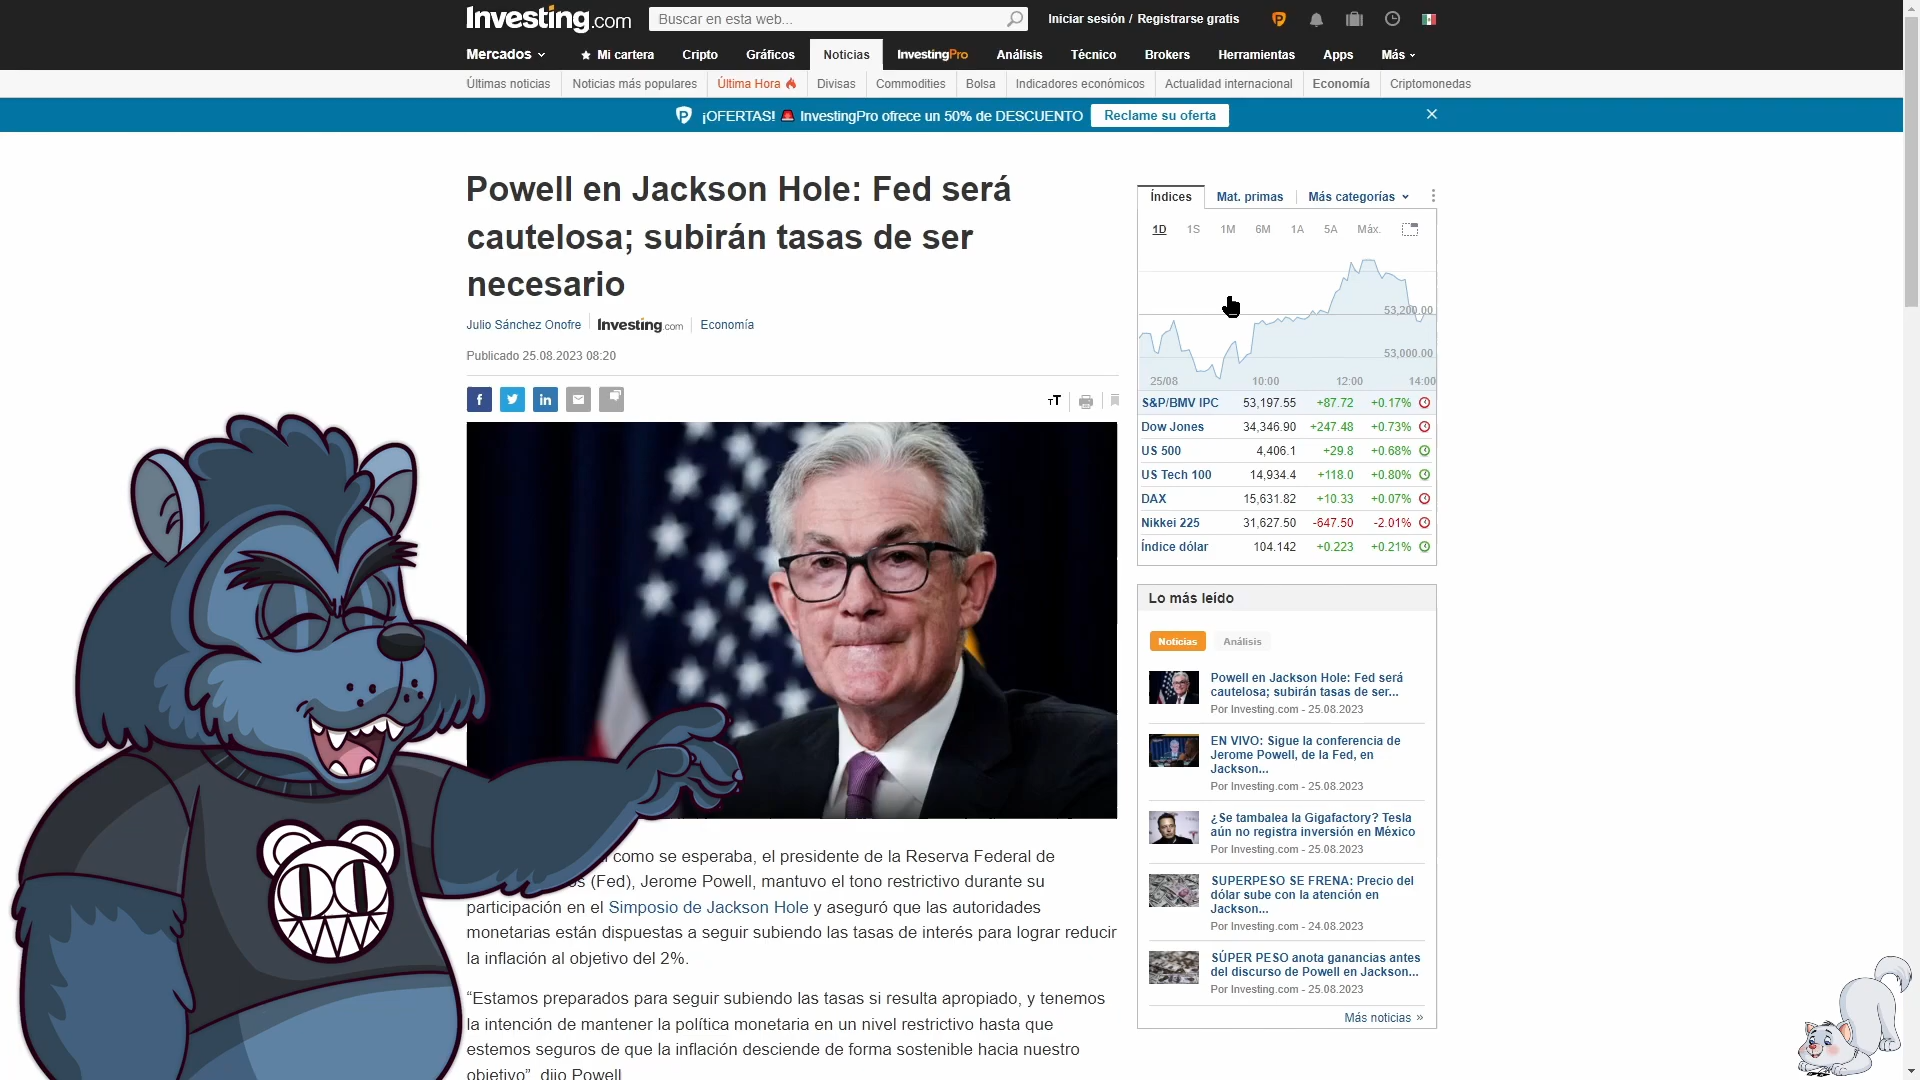 Investing.com
Buscar en esta web...
Iniciar sesión / Registrarse gratis
Mercados
Mi cartera
Cripto
Gráficos
Noticias
InvestingPro
Análisis
Técnico
Brokers
Herramientas
Apps
Más
Últimas noticias
Noticias más populares
Última Hora
Divisas
Commodities
Bolsa
Indicadores económicos
Actualidad internacional
Economía
Criptomonedas
¡OFERTAS! InvestingPro ofrece un 50% de DESCUENTO
Reclame su oferta
Powell en Jackson Hole: Fed será
cautelosa; subirán tasas de ser
necesario
Julio Sánchez Onofre
Investing.com
Economía
Publicado 25.08.2023 08:20
como se esperaba, el presidente de la Reserva Federal de
(Fed), Jerome Powell, mantuvo el tono restrictivo durante su
participación en el Simposio de Jackson Hole y aseguró que las autoridades
monetarias están dispuestas a seguir subiendo las tasas de interés para lograr reducir
la inflación al objetivo del 2%.
“Estamos preparados para seguir subiendo las tasas si resulta apropiado, y tenemos
la intención de mantener la política monetaria en un nivel restrictivo hasta que
estemos seguros de que la inflación desciende de forma sostenible hacia nuestro
objetivo”, dijo Powell
Índices
Mat. primas
Más categorías
1D 1S 1M 6M 1A 5A Máx.
53,200.00
53,000.00
25/08 10:00 12:00 14:00
S&P/BMV IPC 53,197.55 +87.72 +0.17%
Dow Jones 34,346.90 +247.48 +0.73%
US 500 4,406.1 +29.8 +0.68%
US Tech 100 14,934.4 +118.0 +0.80%
DAX 15,631.82 +10.33 +0.07%
Nikkei 225 31,627.50 -647.50 -2.01%
Índice dólar 104.142 +0.223 +0.21%
Lo más leído
Noticias
Análisis
Powell en Jackson Hole: Fed será
cautelosa; subirán tasas de ser...
Por Investing.com - 25.08.2023
EN VIVO: Sigue la conferencia de
Jerome Powell, de la Fed, en
Jackson...
Por Investing.com - 25.08.2023
¿Se tambalea la Gigafactory? Tesla
aún no registra inversión en México
Por Investing.com - 25.08.2023
SUPERPESO SE FRENA: Precio del
dólar sube con la atención en
Jackson...
Por Investing.com - 24.08.2023
SÚPER PESO anota ganancias antes
del discurso de Powell en Jackson...
Por Investing.com - 25.08.2023
Más noticias »